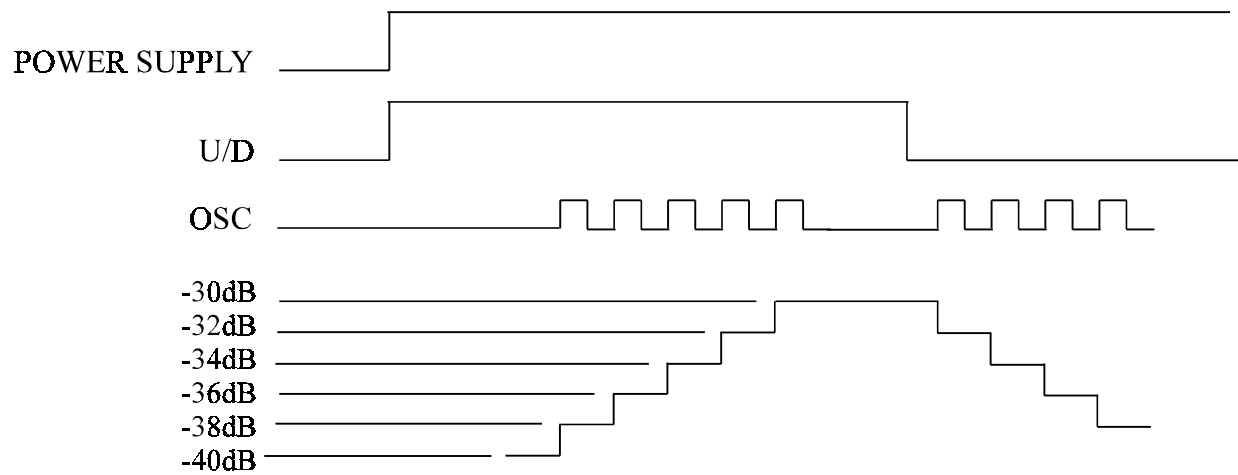 POWER SUPPLY
U/D
OSC
-30dB
-32dB
-34dB
-36dB
-38dB
-40dB